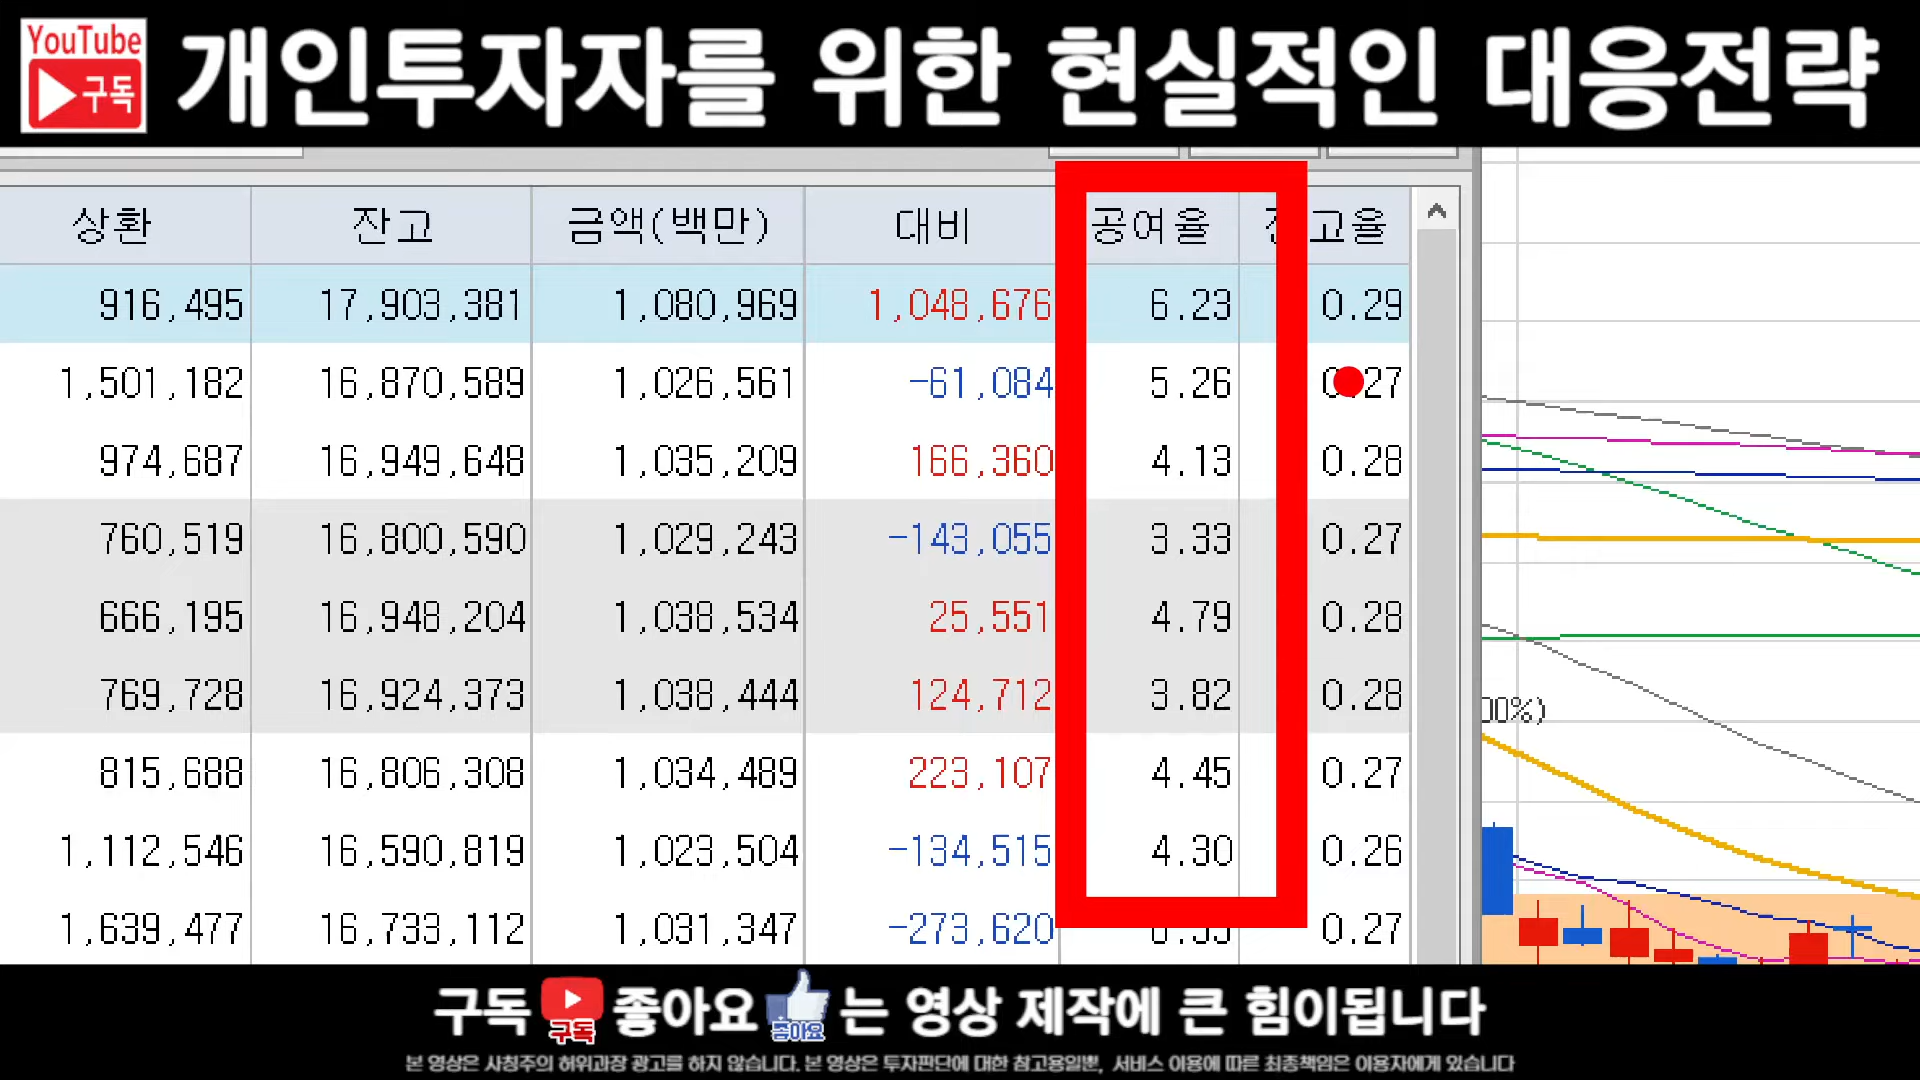 YouTube
구독
개인투자자를 위한 현실적인 대응전략
상환 잔고 금액(백만) 대비 공여율 잔고율
916,495 17,903,381 1,080,969 1,048,676 6.23 0.29
1,501,182 16,870,589 1,026,561 -61,084 5.26 0.27
974,687 16,949,648 1,035,209 166,360 4.13 0.28
760,519 16,800,590 1,029,243 -143,055 3.33 0.27
666,195 16,948,204 1,038,534 25,551 4.79 0.28
769,728 16,924,373 1,038,444 124,712 3.82 0.28
00%)
815,688 16,806,308 1,034,489 223,107 4.45 0.27
1,112,546 16,590,819 1,023,504 -134,515 4.30 0.26
1,639,477 16,733,112 1,031,347 -273,620 0.27
구독 구독 좋아요 좋아요 는 영상 제작에 큰 힘이됩니다
본 영상은 사칭주의 허위과장 광고를 하지 않습니다. 본 영상은 투자판단에 대한 참고용일뿐, 서비스 이용에 따른 최종책임은 이용자에게 있습니다